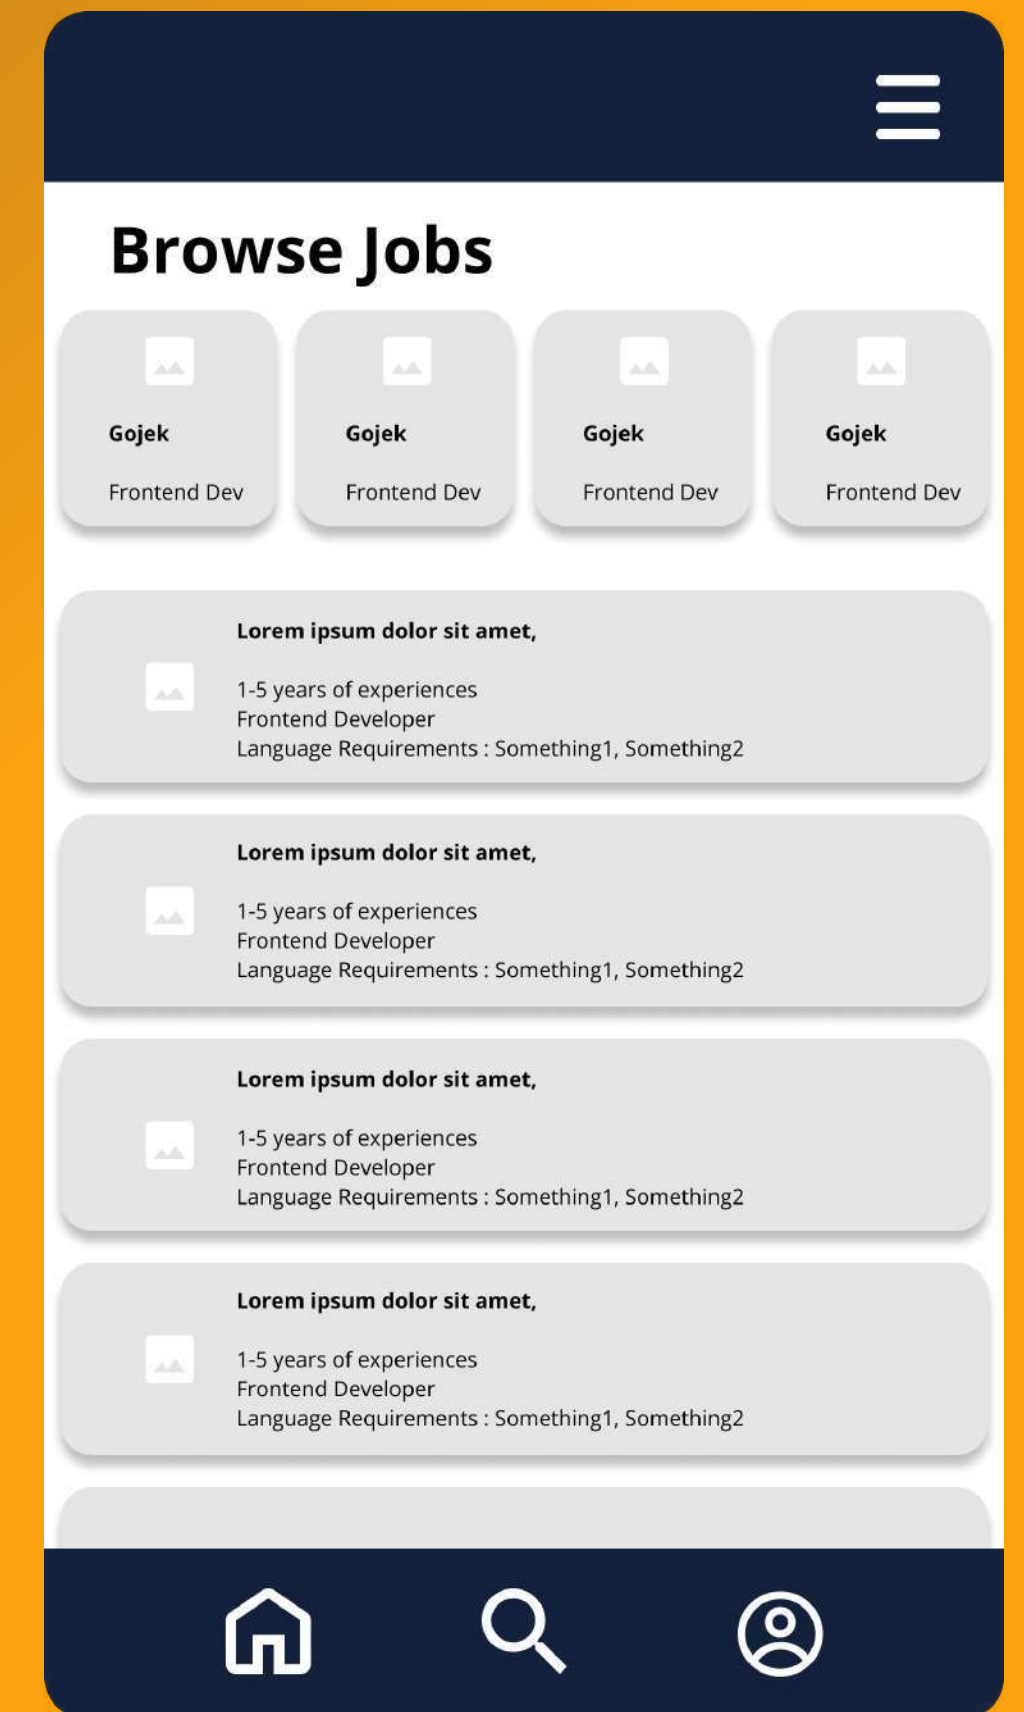 Browse Jobs
Gojek
Frontend Dev
Gojek
Frontend Dev
Gojek
Frontend Dev
Gojek
Frontend Dev
Lorem ipsum dolor sit amet,
1-5 years of experiences
Frontend Developer
Language Requirements : Something1, Something2
Lorem ipsum dolor sit amet,
1-5 years of experiences
Frontend Developer
Language Requirements : Something1, Something2
Lorem ipsum dolor sit amet,
1-5 years of experiences
Frontend Developer
Language Requirements : Something1, Something2
Lorem ipsum dolor sit amet,
1-5 years of experiences
Frontend Developer
Language Requirements : Something1, Something2